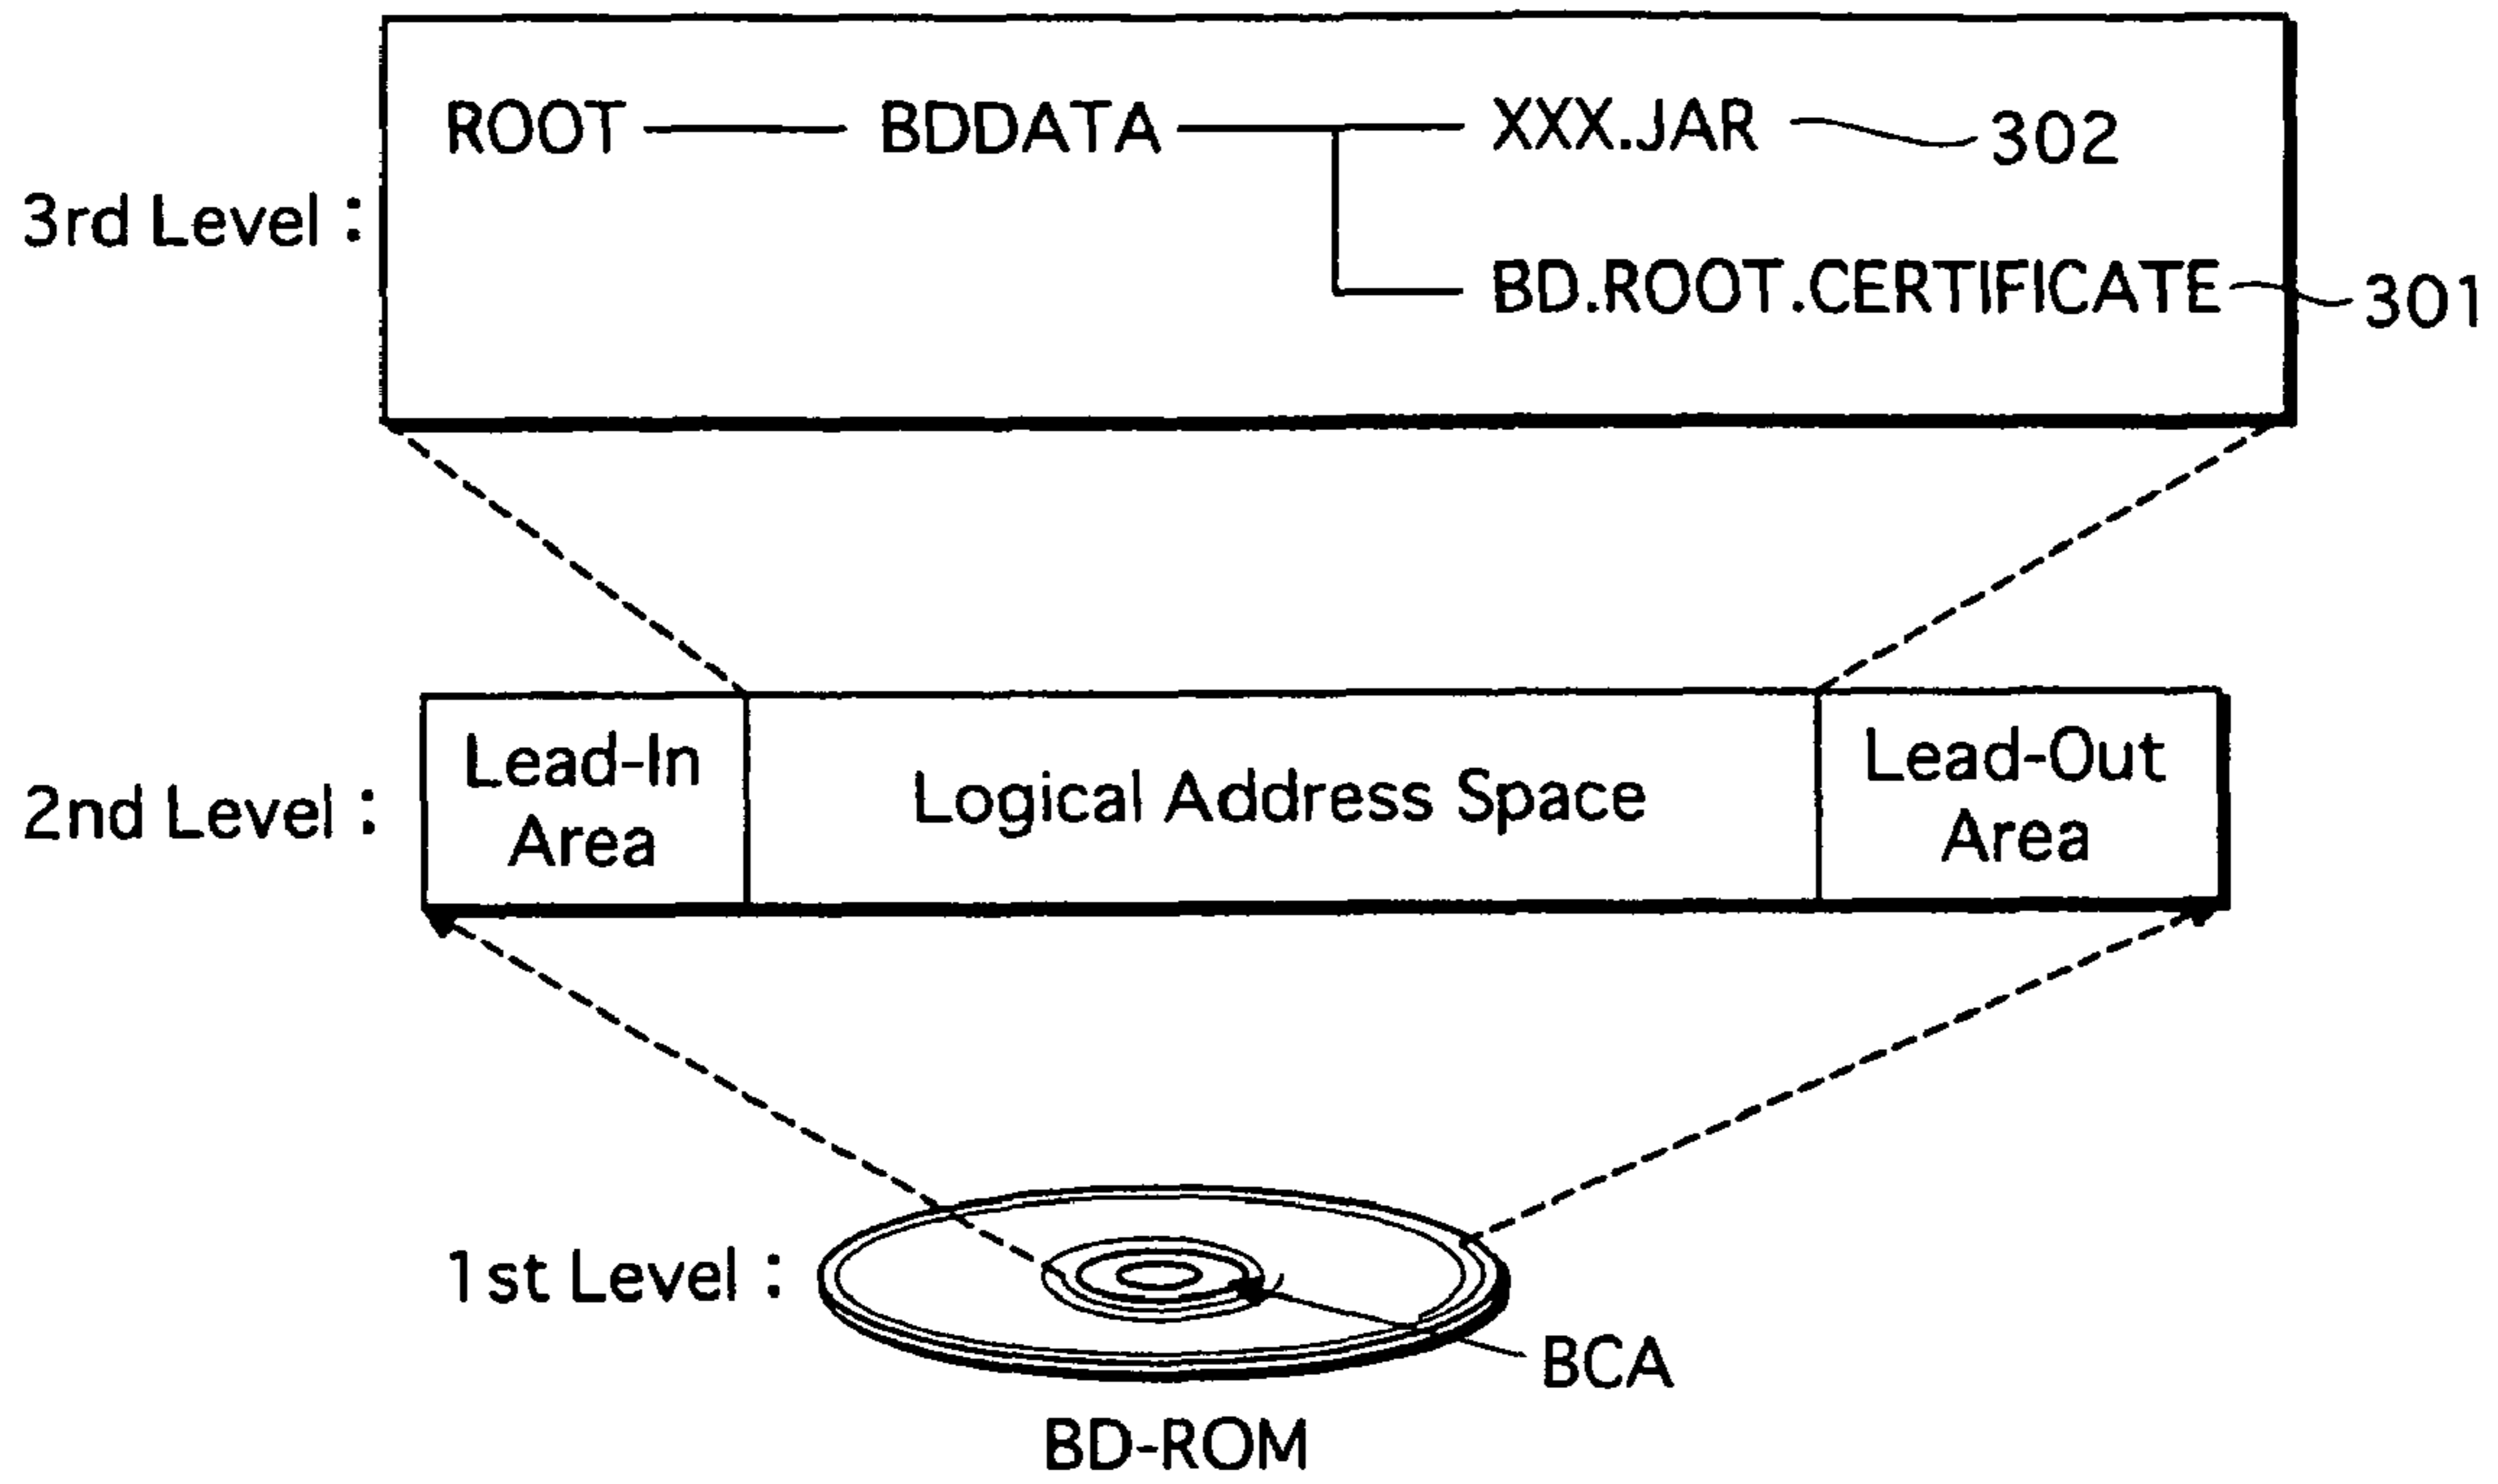 ROOT BDDATA XXX.JAR 302
3rd Level :
BD.ROOT.CERTIFICATE 301
Lead-In Area
2nd Level :
Logical Address Space
Lead-Out Area
1st Level :
BCA
BD-ROM